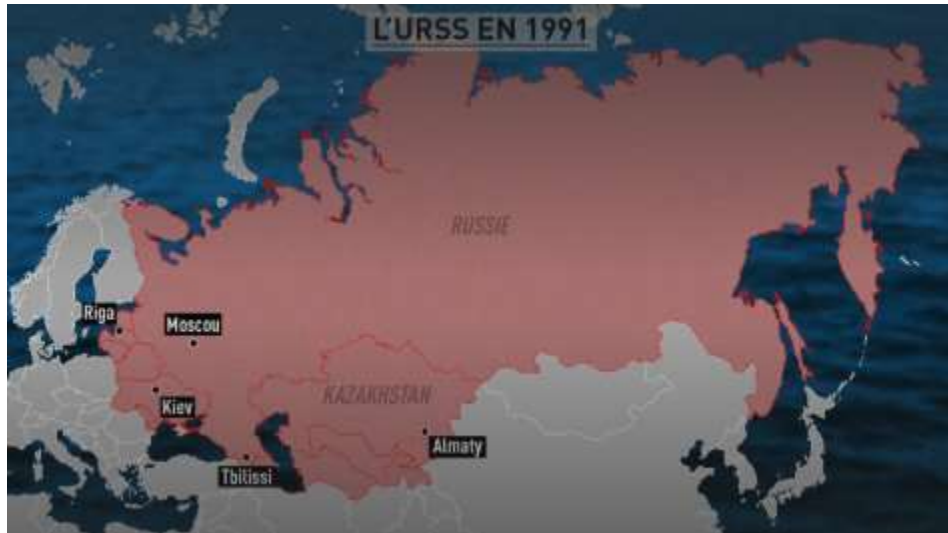 L'URSS EN 1991
RUSSIE
Riga
Moscou
KAZAKHSTAN
Kiev
Almaty
Tbilissi